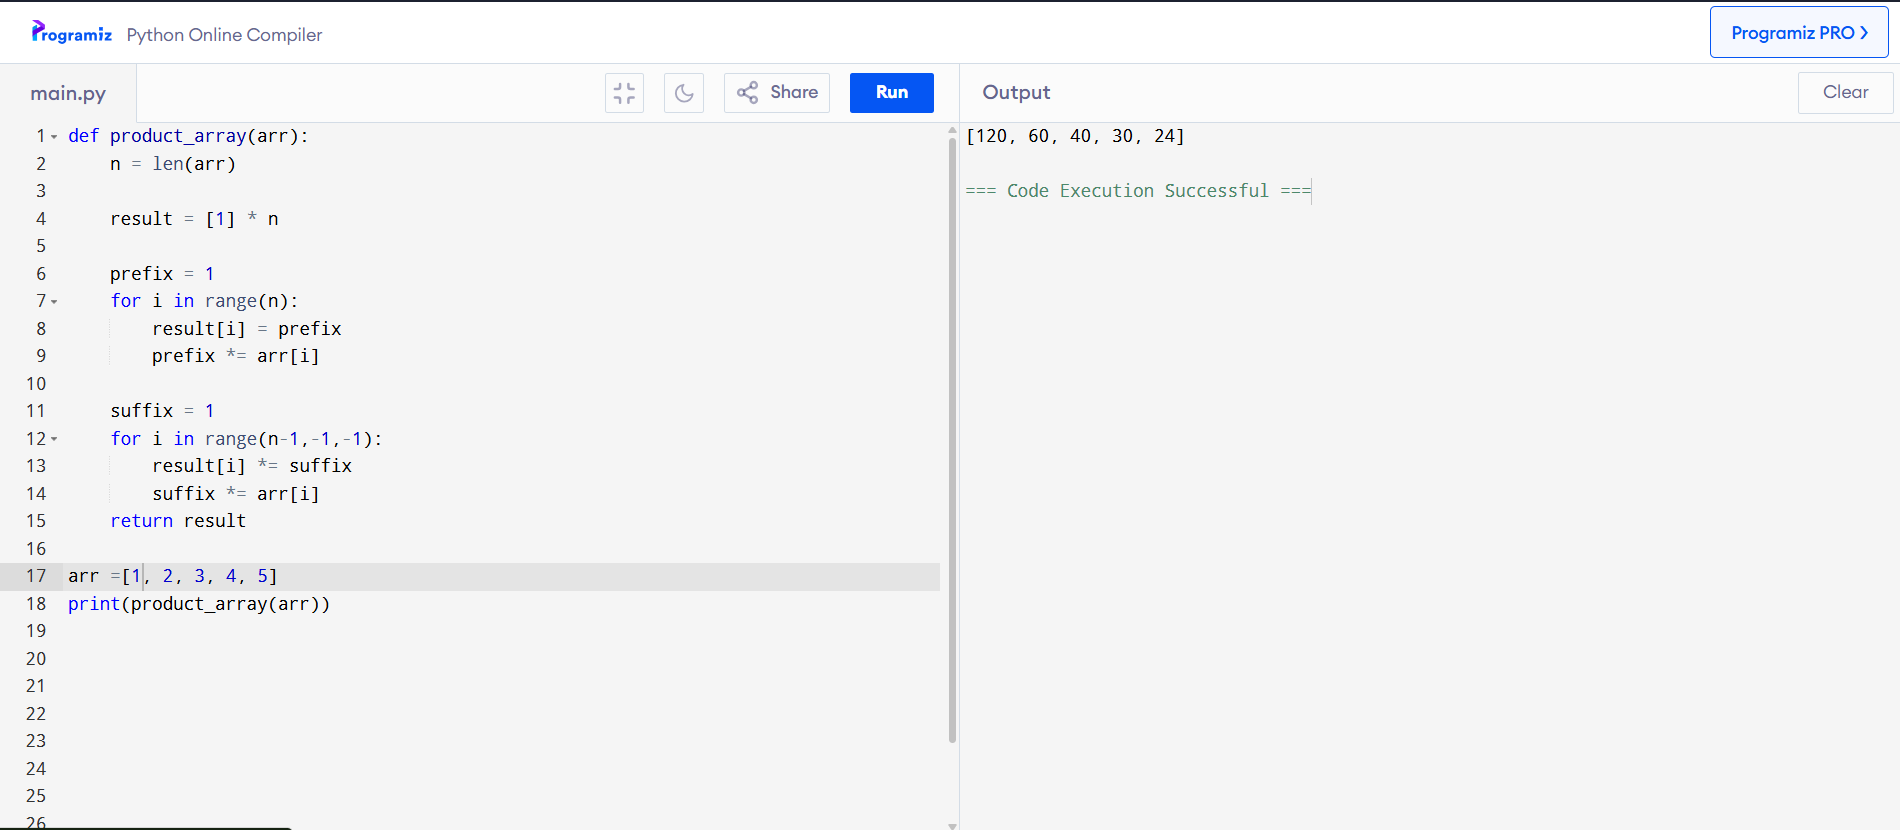 Programiz Python Online Compiler
Programiz PRO
main.py
Share
Run
Output
Clear
1 def product_array(arr):
2     n = len(arr)
3
4     result = [1] * n
5
6     prefix = 1
7     for i in range(n):
8         result[i] = prefix
9         prefix *= arr[i]
10
11     suffix = 1
12     for i in range(n-1,-1,-1):
13         result[i] *= suffix
14         suffix *= arr[i]
15     return result
16
17 arr =[1, 2, 3, 4, 5]
18 print(product_array(arr))
19
20
21
22
23
24
25
26
[120, 60, 40, 30, 24]
=== Code Execution Successful ===